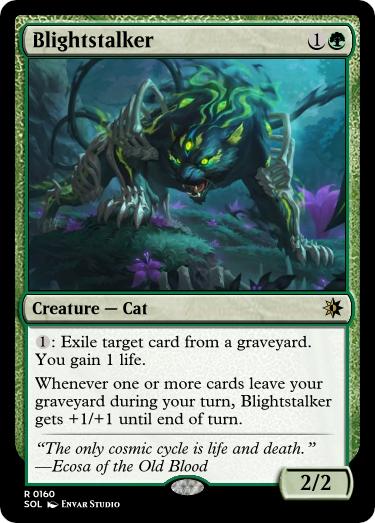 Blightstalker 1
Creature — Cat
1: Exile target card from a graveyard.
You gain 1 life.
Whenever one or more cards leave your
graveyard during your turn, Blightstalker
gets +1/+1 until end of turn.
“The only cosmic cycle is life and death.”
—Ecosa of the Old Blood
2/2
R 0160
SOL ENVAR STUDIO